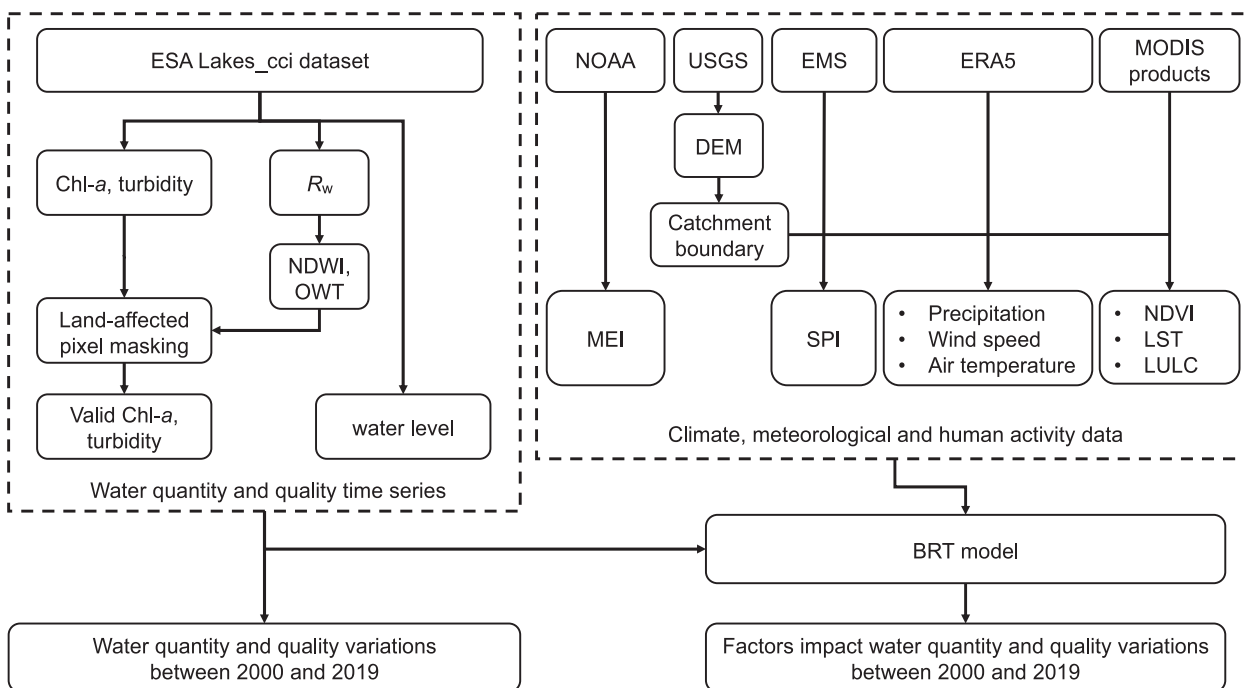 ESA Lakes_cci dataset
Chl-a, turbidity
Rw
NDWI,
OWT
Land-affected
pixel masking
Valid Chl-a,
turbidity
water level
Water quantity and quality time series
NOAA
USGS
EMS
ERA5
MODIS
products
DEM
Catchment
boundary
MEI
SPI
• Precipitation
• Wind speed
• Air temperature
• NDVI
• LST
• LULC
Climate, meteorological and human activity data
BRT model
Water quantity and quality variations
between 2000 and 2019
Factors impact water quantity and quality variations
between 2000 and 2019